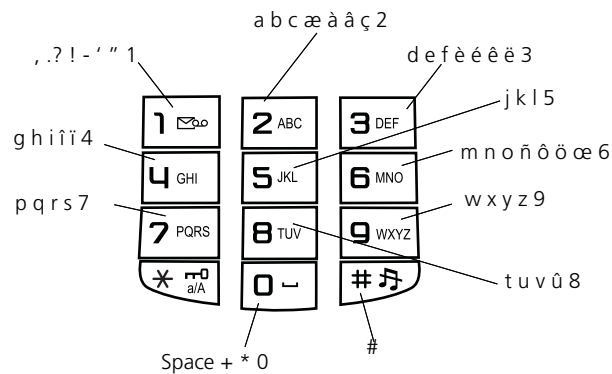 a b c æ à â ç 2
, .? ! - ‘ ” 1
d e f è é ê ë 3
j k l 5
1
2 ABC
3 DEF
g h i î ï 4
m n o ñ ô ö œ 6
4 GHI
5 JKL
6 MNO
p q r s 7
w x y z 9
7 PQRS
8 TUV
9 WXYZ
t u v û 8
* a/A
0
#
#
Space + * 0